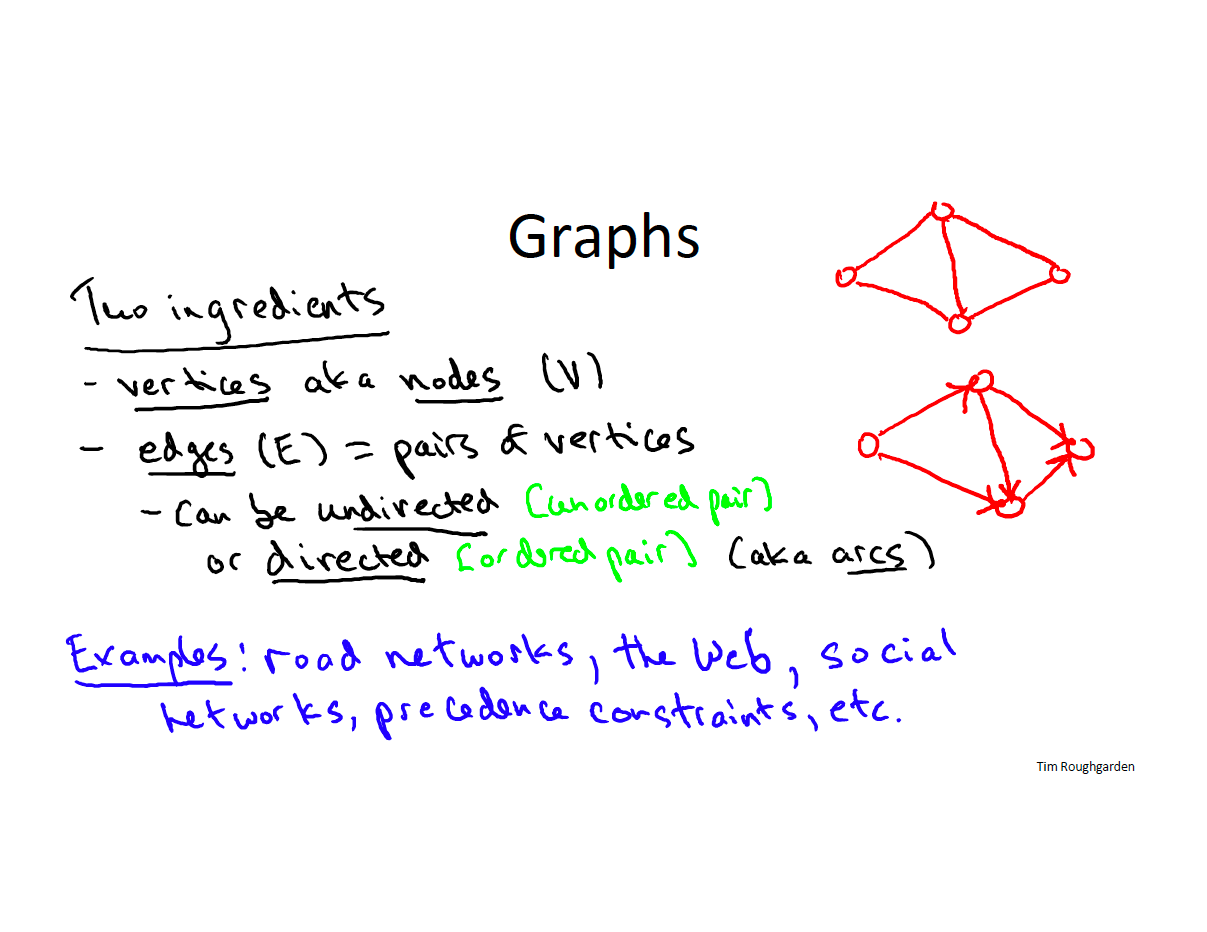 Graphs
Two ingredients
- vertices aka nodes (V)
- edges (E) = pairs of vertices
- can be undirected [unordered pair]
or directed [ordered pair] (aka arcs)
Examples: road networks, the Web, social
networks, precedence constraints, etc.
Tim Roughgarden